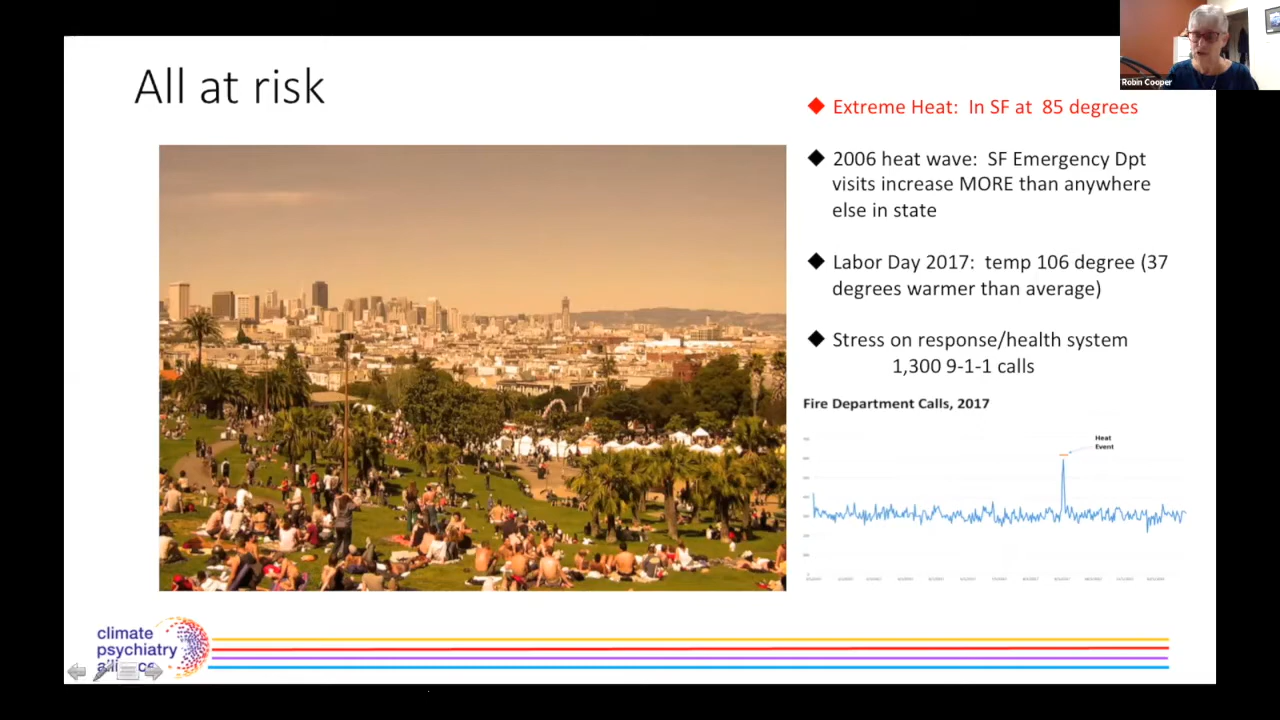 All at risk
Robin Cooper
Extreme Heat: In SF at 85 degrees
2006 heat wave: SF Emergency Dpt
visits increase MORE than anywhere
else in state
Labor Day 2017: temp 106 degree (37
degrees warmer than average)
Stress on response/health system
1,300 9-1-1 calls
Fire Department Calls, 2017
Heat
Event
climate
psychiatry